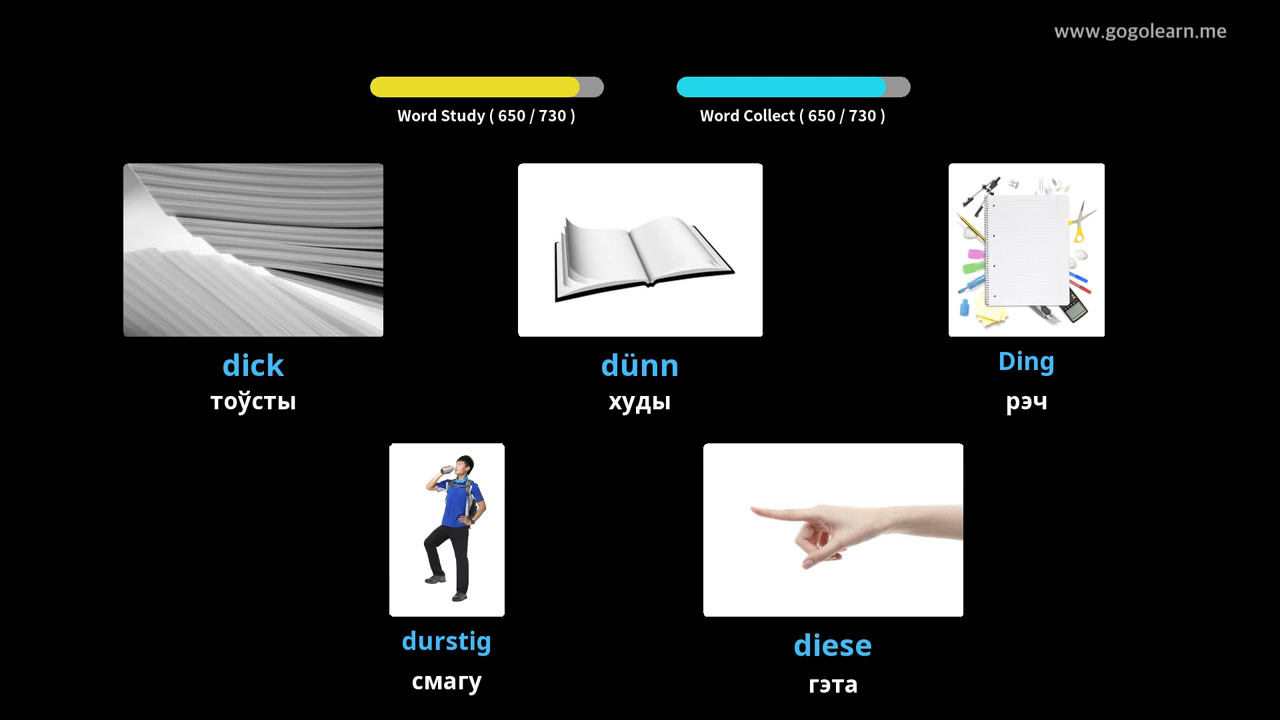 www.gogolearn.me
Word Study ( 650 / 730 )
Word Collect ( 650 / 730 )
dick
тоўсты
dünn
худы
Ding
рэч
durstig
смагу
diese
гэта